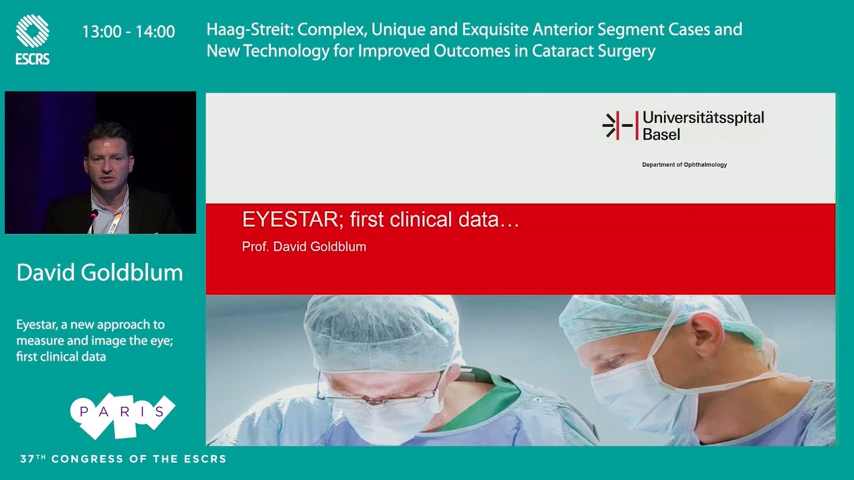 ESCRS
13:00 - 14:00
Haag-Streit: Complex, Unique and Exquisite Anterior Segment Cases and
New Technology for Improved Outcomes in Cataract Surgery
Universitätsspital
Basel
Department of Ophthalmology
EYESTAR; first clinical data…
Prof. David Goldblum
David Goldblum
Eyestar, a new approach to
measure and image the eye;
first clinical data
PARIS
37TH CONGRESS OF THE ESCRS